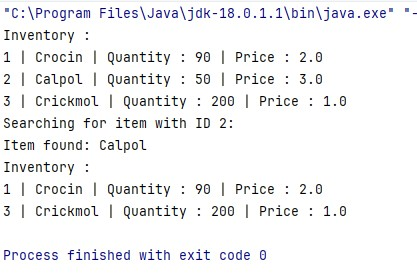 "C:\Program Files\Java\jdk-18.0.1.1\bin\java.exe" "-
Inventory :
1 | Crocin | Quantity : 90 | Price : 2.0
2 | Calpol | Quantity : 50 | Price : 3.0
3 | Crickmol | Quantity : 200 | Price : 1.0
Searching for item with ID 2:
Item found: Calpol
Inventory :
1 | Crocin | Quantity : 90 | Price : 2.0
3 | Crickmol | Quantity : 200 | Price : 1.0
Process finished with exit code 0